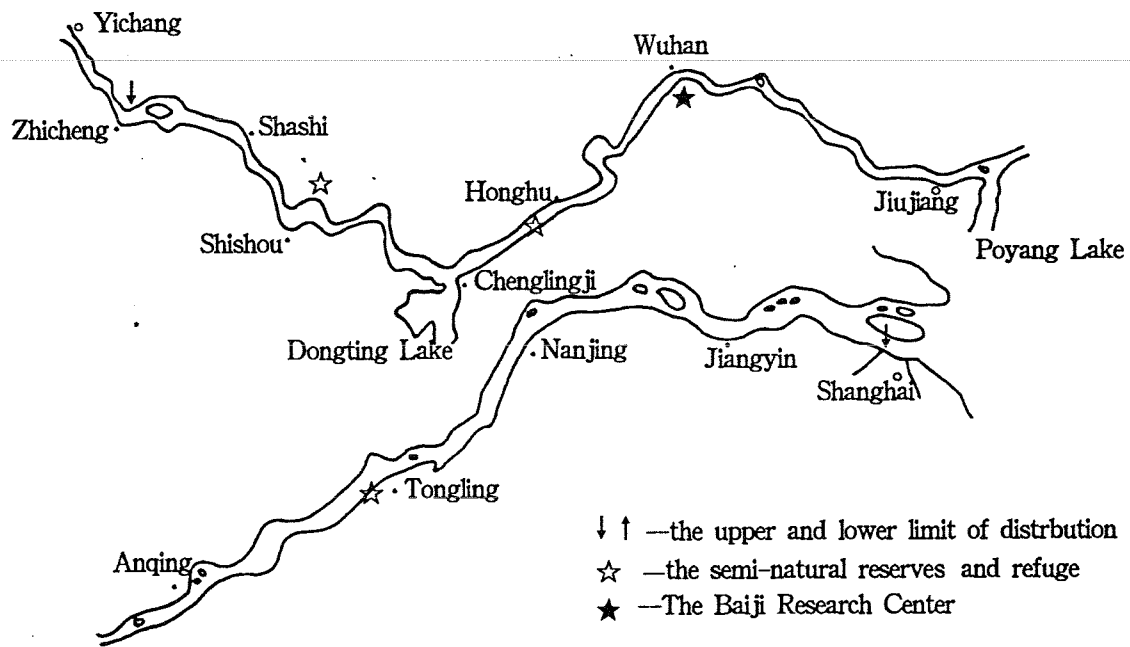 Yichang
Wuhan
Zhicheng
Shashi
Honghu
Jiujiang
Shishou
Poyang Lake
Chenglingji
Dongting Lake
Nanjing
Jiangyin
Shanghai
Tongling
Anqing
↓ ↑ —the upper and lower limit of distrbution
☆ —the semi-natural reserves and refuge
★ —The Baiji Research Center